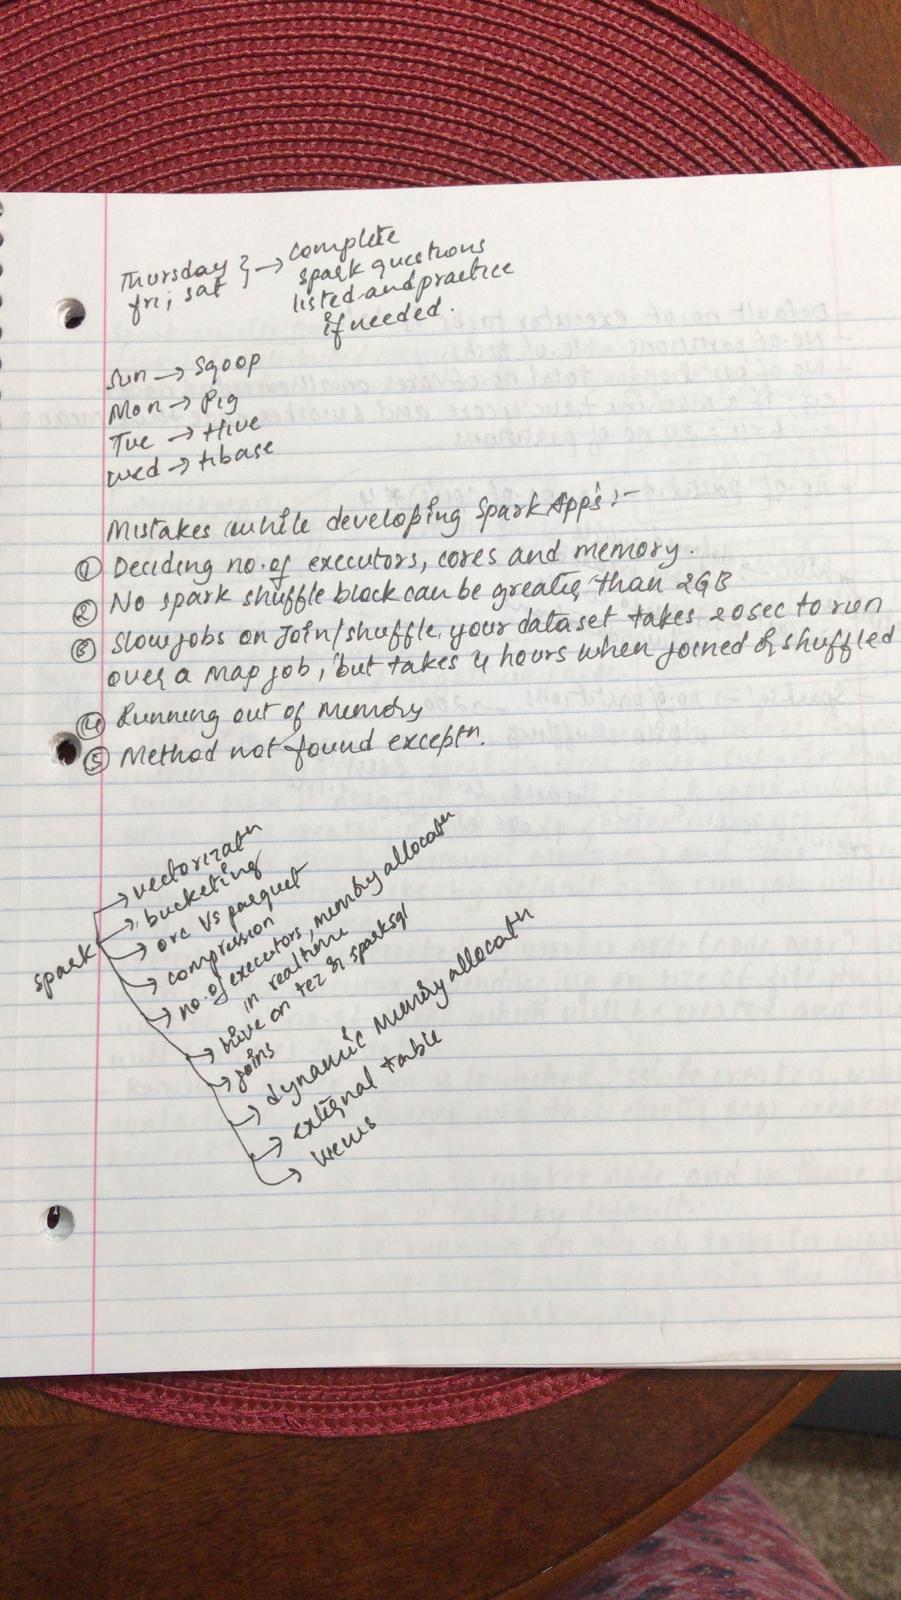 Thursday } → complete
fri, sat spark questions
listed and practice
if needed.
Sun → Sqoop
Mon → Pig
Tue → Hive
wed → Hbase
Mistakes while developing Spark Apps :-
① Deciding no. of executors, cores and memory.
② No spark shuffle block can be greater than 2GB
③ Slow jobs on Join/shuffle, your dataset takes 20sec to run
over a map job, but takes 4 hours when joined & shuffled
④ Running out of memory
⑤ Method not found exceptn.
spark
→ vectorizatn
→ bucketing
→ orc Vs parquet
→ compression
→ no. of executors, memory allocatn
in realtime
→ hive on tez & sparksql
→ joins
→ dynamic memory allocatn
→ external table
→ views